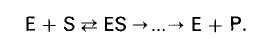 E + S ⇄ ES → ... → E + P.